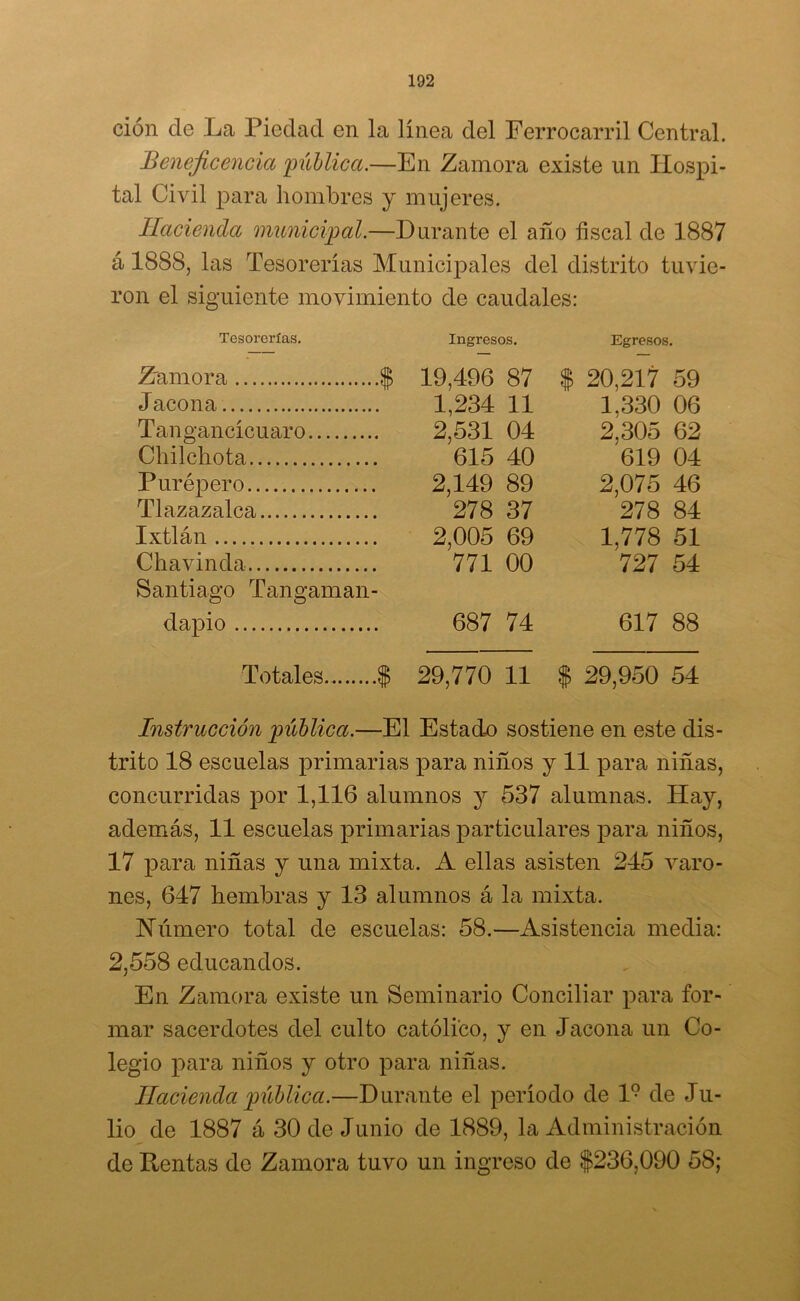 192
ción de La Piedad en la línea del Ferrocarril Central.
Beneficencia pública.—En Zamora existe un Hospi-
tal Civil para hombres y mujeres.
Hacienda municipal.—Durante el año fiscal de 1887
á 1888, las Tesorerías Municipales del distrito tuvie-
ron el siguiente movimiento de caudales:
Tesorerías. Ingresos. Egresos.
Zamora......................$ 19,496 87 $ 20,217 59
Jacona........................ 1,234 11 1,330 06
Tangancícuaro.......... 2,531 04 2,305 62
Chilchota................. 615 40 619 04
Purépero................. 2,149 89 2,075 46
Tlazazalca............... 278 37 278 84
Ixtlán..................... 2,005 69 1,778 51
Chavinda................. 771 00 727 54
Santiago Tangaman-
dapio................... 687 74 617 88
Totales........$ 29,770 11 $ 29,950 54
Instrucción pública.—El Estado sostiene en este dis-
trito 18 escuelas primarias para niños y 11 para niñas,
concurridas por 1,116 alumnos y 537 alumnas. Hay,
además, 11 escuelas primarias particulares para niños,
17 para niñas y una mixta. A ellas asisten 245 varo-
nes, 647 hembras y 13 alumnos á la mixta.
Número total de escuelas: 58.—Asistencia media:
2,558 educandos.
En Zamora existe un Seminario Conciliar para for-
mar sacerdotes del culto católico, y en Jacona un Co-
legio para niños y otro para niñas.
Hacienda pública.—Durante el período de 1º de Ju-
lio de 1887 á 30 de Junio de 1889, la Administración
de Rentas de Zamora tuvo un ingreso de $236,090 58;